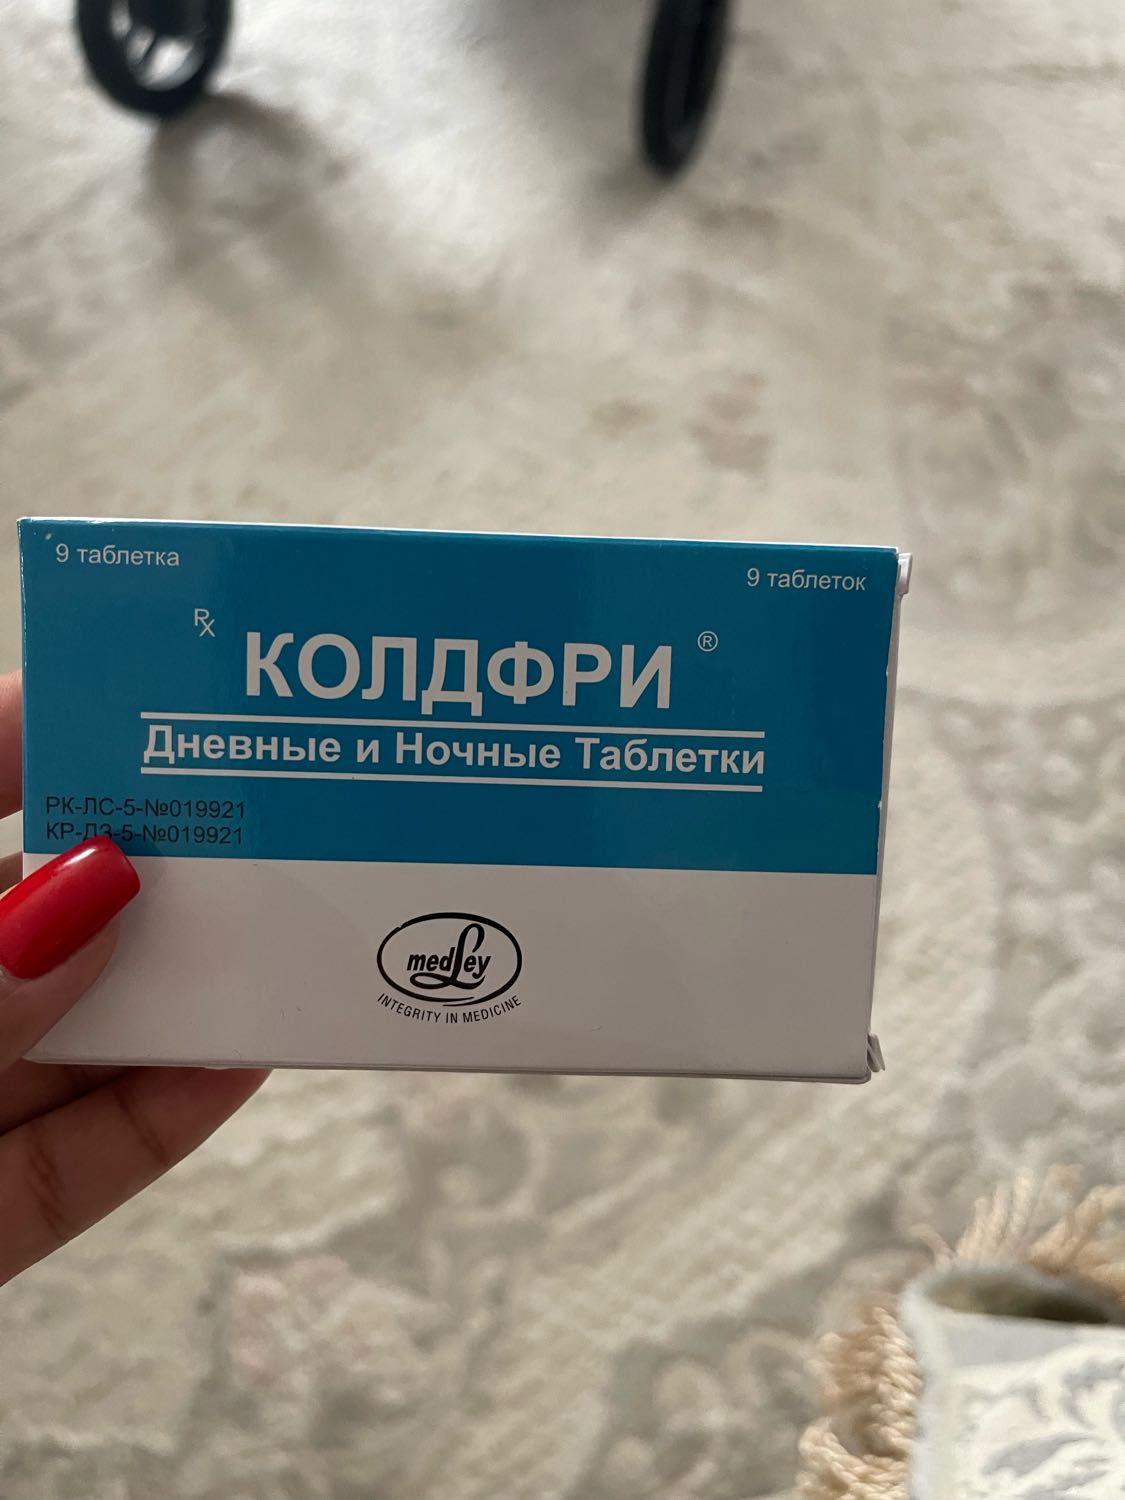 9 таблетка
9 таблеток
Rx
КОЛДФРИ ®
Дневные и Ночные Таблетки
РК-ЛС-5-№019921
КР-ДЗ-5-№019921
medley
INTEGRITY IN MEDICINE